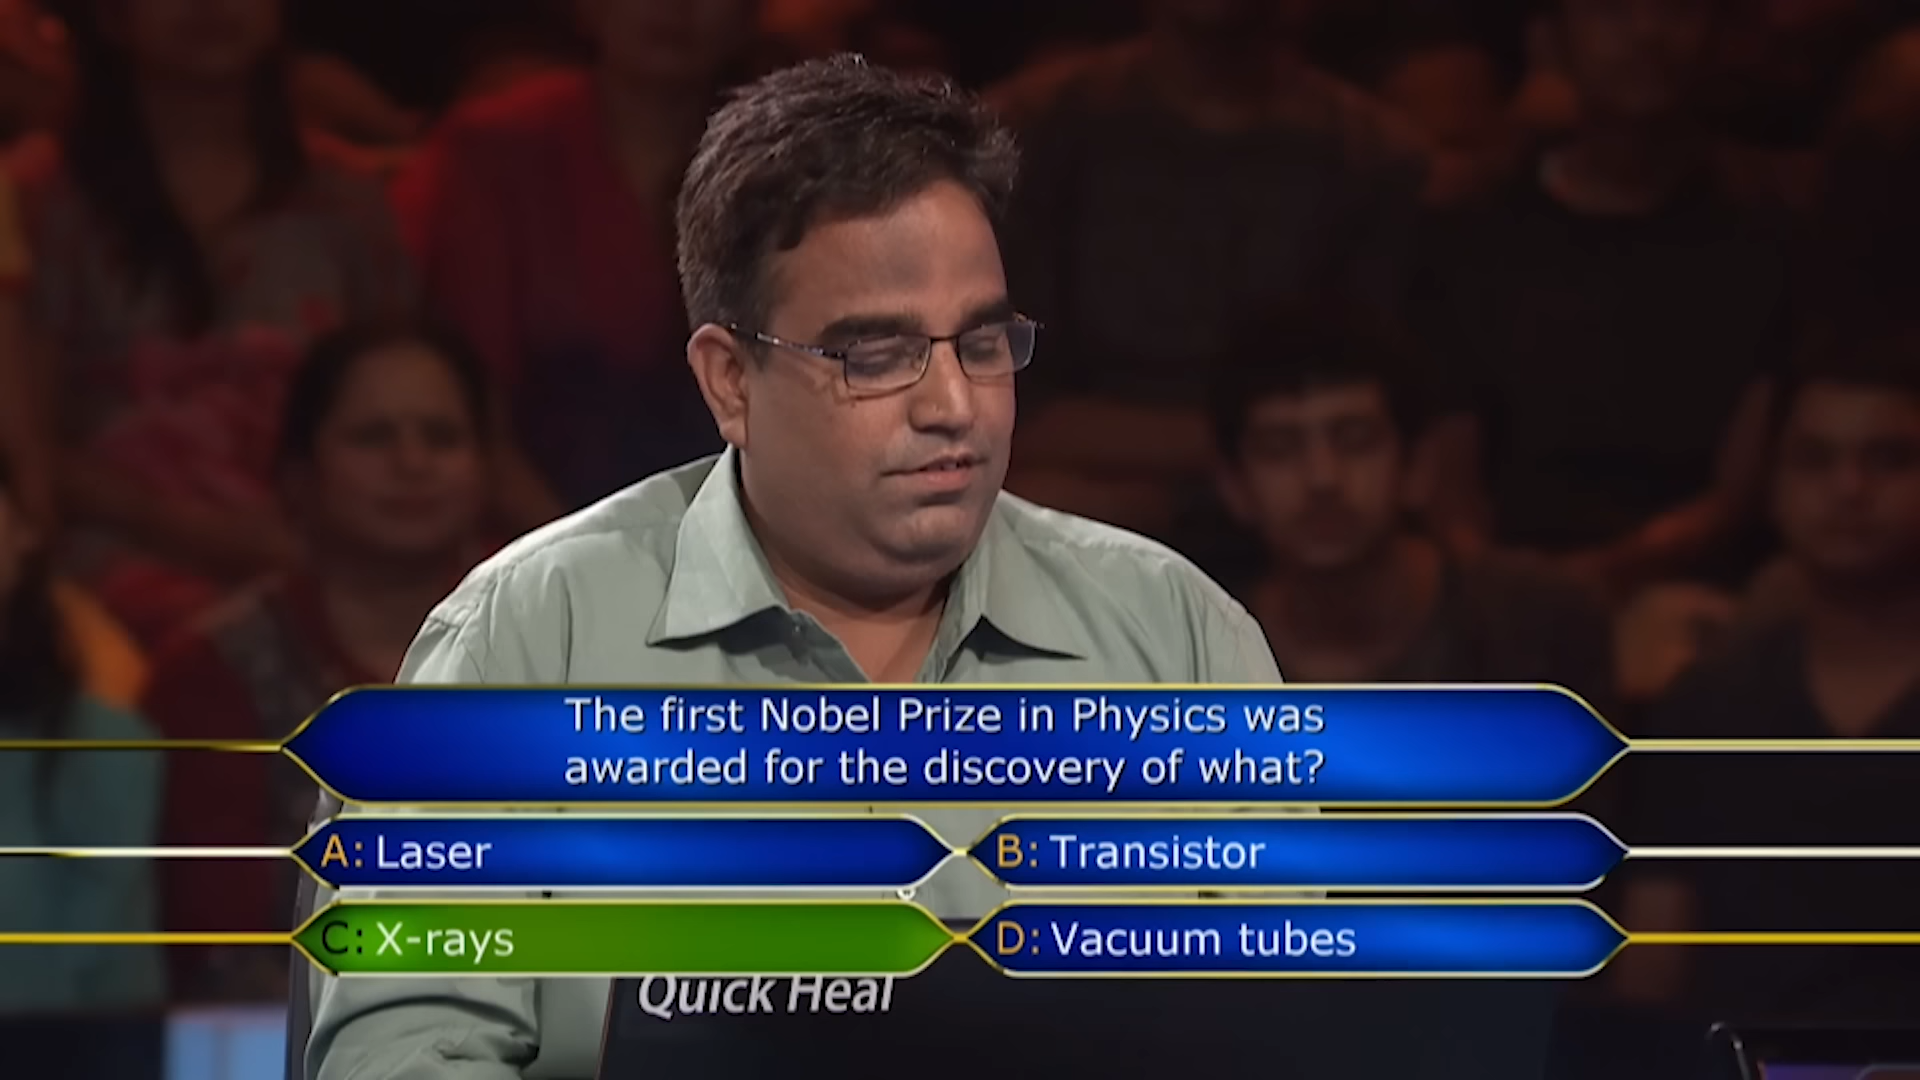 The first Nobel Prize in Physics was
awarded for the discovery of what?
A: Laser
B: Transistor
C: X-rays
D: Vacuum tubes
Quick Heal